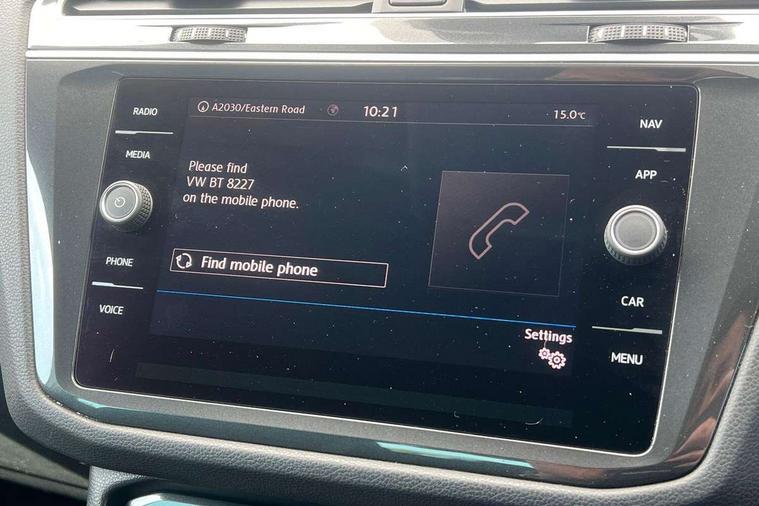 RADIO
MEDIA
PHONE
VOICE
A2030/Eastern Road
10:21
15.0°C
Please find
VW BT 8227
on the mobile phone.
Find mobile phone
Settings
NAV
APP
CAR
MENU